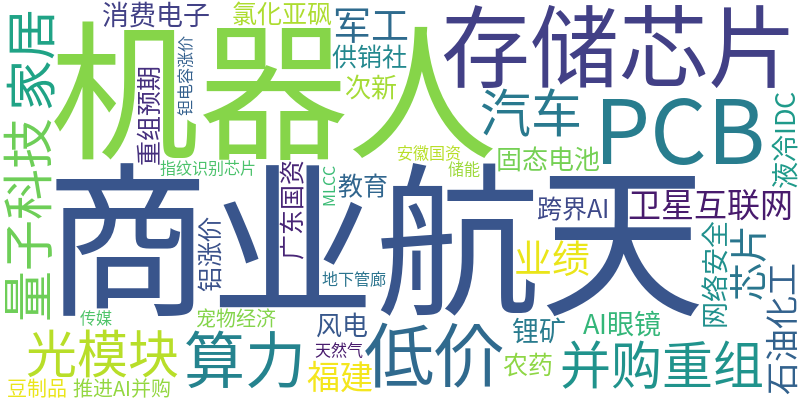 消费电子
氯化亚砜
军工
存储芯片
家居
机器人
钽电容涨价
重组预期
供销社
次新
汽车
PCB
液冷IDC
量子科技
指纹识别芯片
安徽国资
储能
固态电池
广东国资
MLCC
教育
商业航天
跨界AI
卫星互联网
铝涨价
业绩
网络安全
芯片
石油化工
地下管廊
传媒
宠物经济
风电
锂矿
AI眼镜
光模块
算力
天然气
低价
农药
并购重组
豆制品
推进AI并购
福建